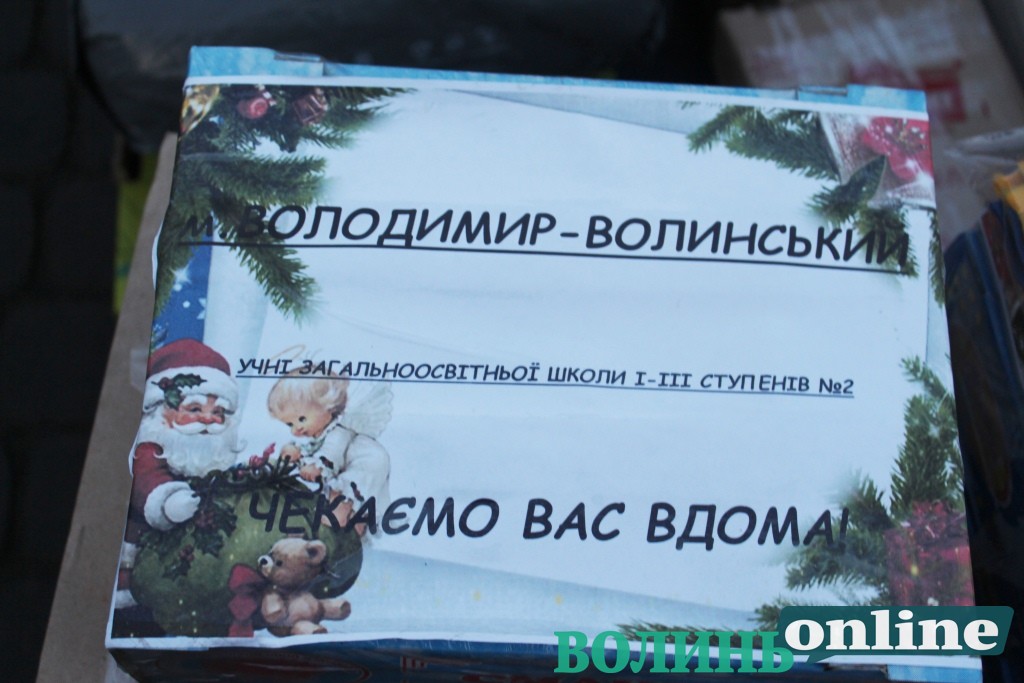 м.ВОЛОДИМИР-ВОЛИНСЬКИЙ
УЧНІ ЗАГАЛЬНООСВІТНЬОЇ ШКОЛИ І-ІІІ СТУПЕНІВ №2
ЧЕКАЄМО ВАС ВДОМА!
ВОЛИНЬ online